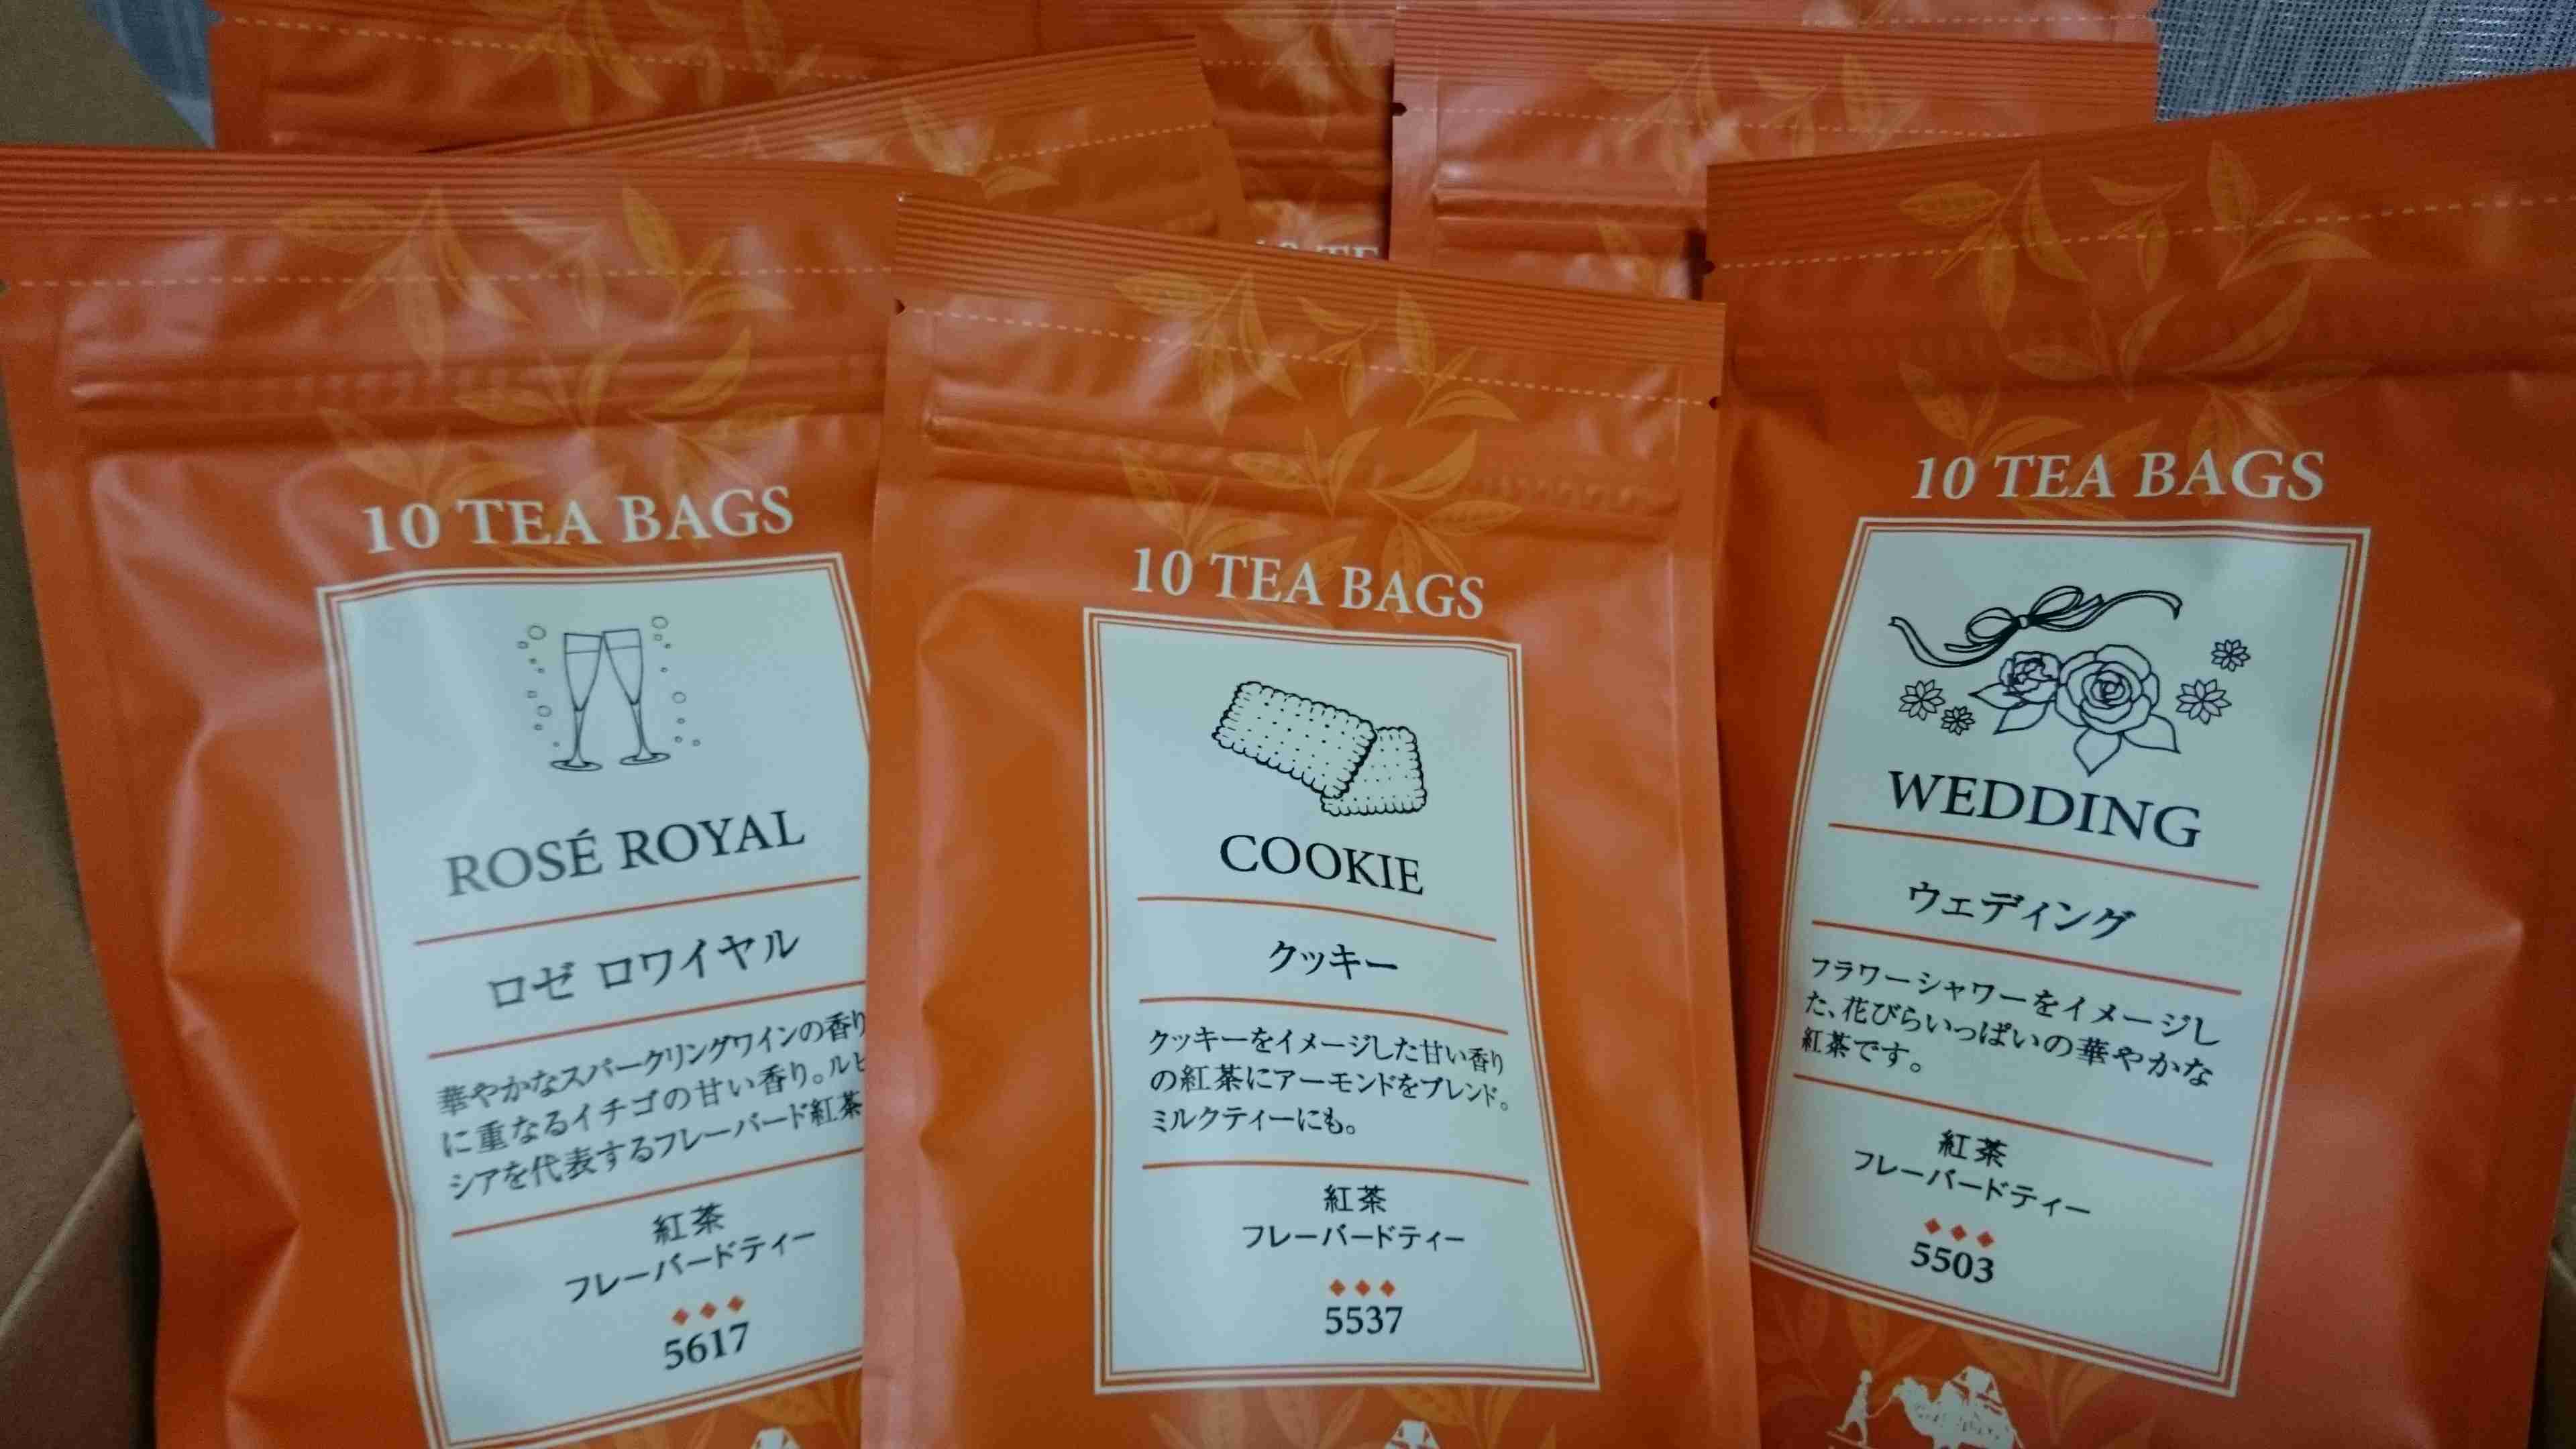 10 TEA BAGS
ROSÉ ROYAL
ロゼ ロワイヤル
華やかなスパークリングワインの香り
に重なるイチゴの甘い香り。ルピ
シアを代表するフレーバード紅茶
紅茶
フレーバードティー
5617
10 TEA BAGS
COOKIE
クッキー
クッキーをイメージした甘い香り
の紅茶にアーモンドをブレンド。
ミルクティーにも。
紅茶
フレーバードティー
5537
10 TEA BAGS
WEDDING
ウェディング
フラワーシャワーをイメージし
た、花びらいっぱいの華やかな
紅茶です。
紅茶
フレーバードティー
5503